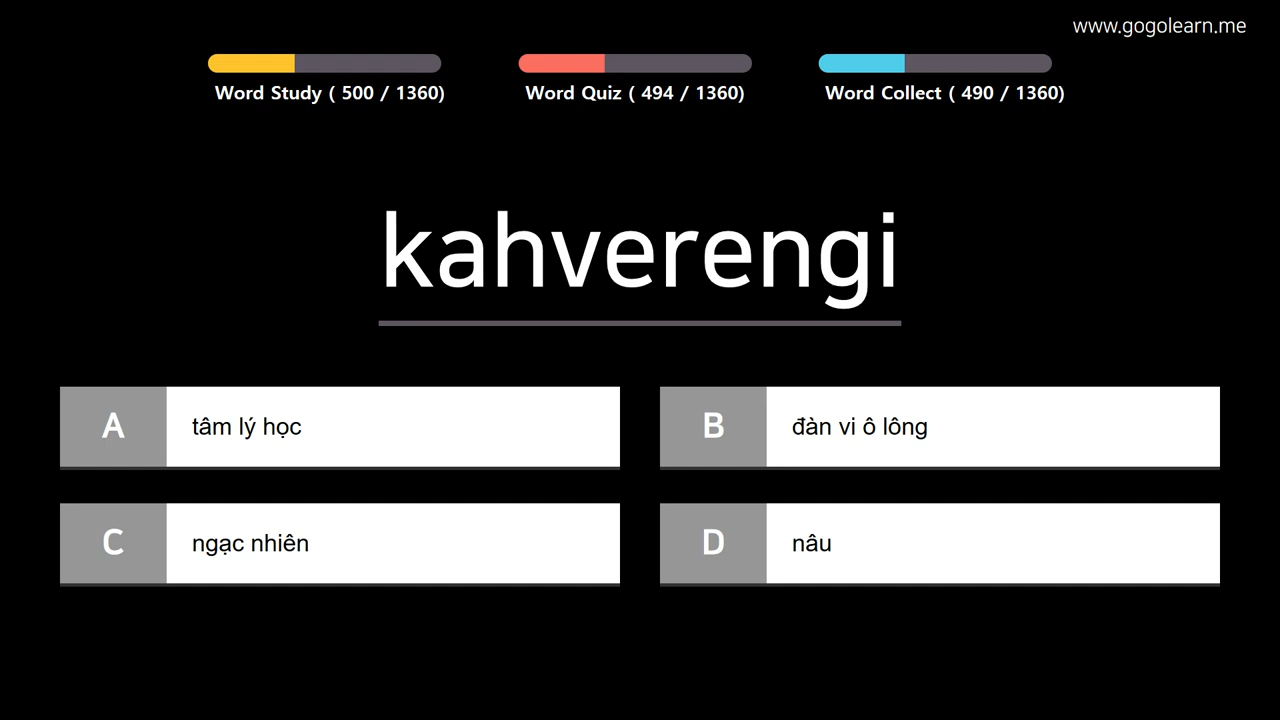 www.gogolearn.me
Word Study ( 500 / 1360)
Word Quiz ( 494 / 1360)
Word Collect ( 490 / 1360)
kahverengi
A
tâm lý học
B
đàn vi ô lông
C
ngạc nhiên
D
nâu